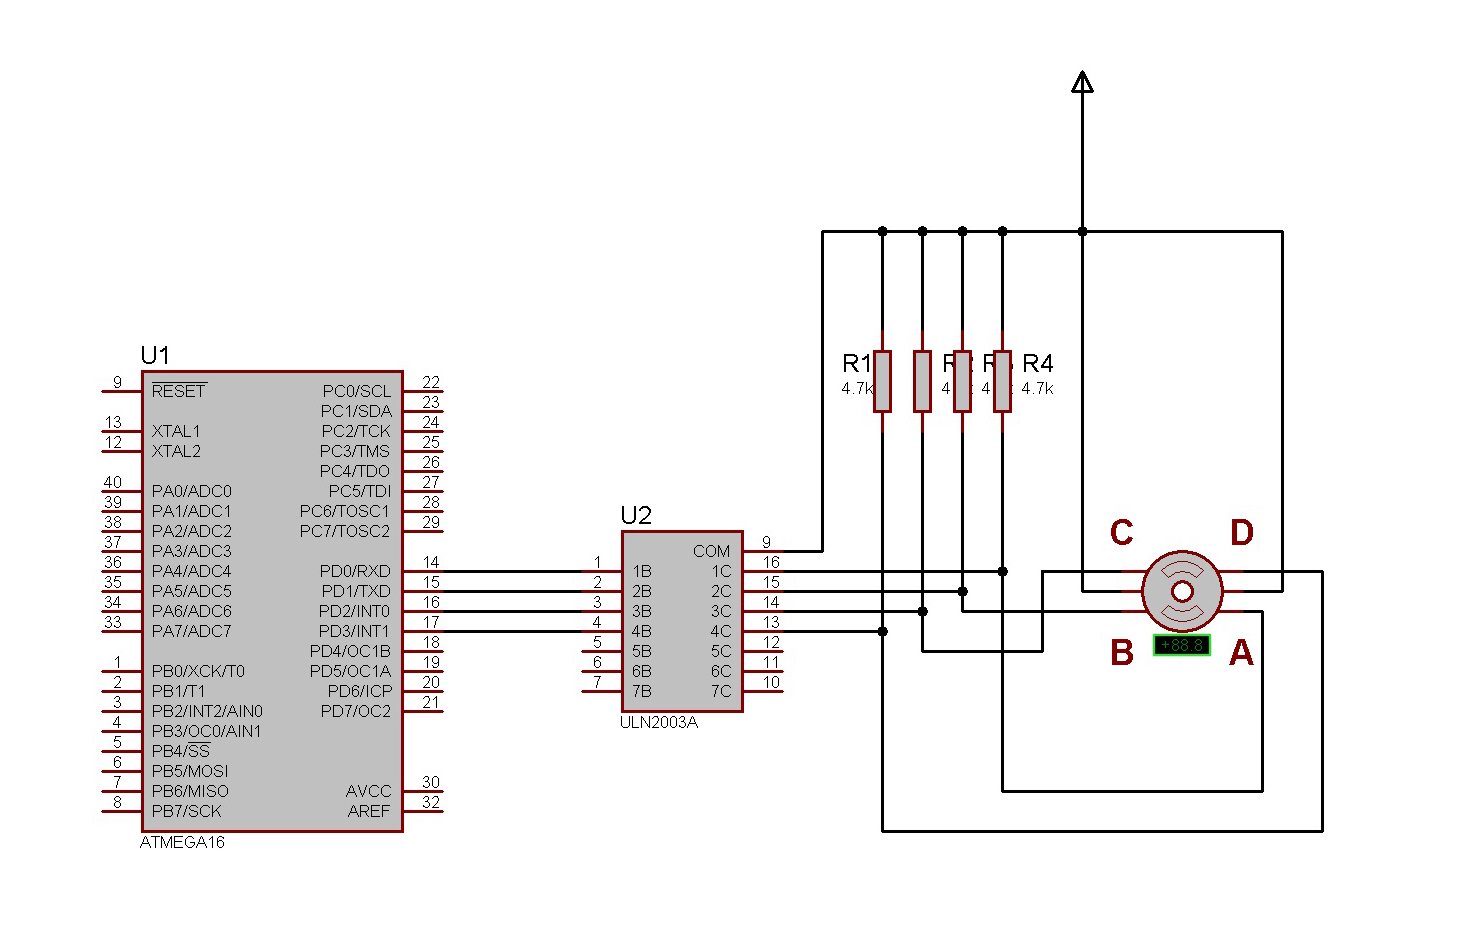 U1
9 RESET PC0/SCL 22
PC1/SDA 23
13 XTAL1 PC2/TCK 24
12 XTAL2 PC3/TMS 25
PC4/TDO 26
40 PA0/ADC0 PC5/TDI 27
39 PA1/ADC1 PC6/TOSC1 28
38 PA2/ADC2 PC7/TOSC2 29
37 PA3/ADC3
36 PA4/ADC4 PD0/RXD 14
35 PA5/ADC5 PD1/TXD 15
34 PA6/ADC6 PD2/INT0 16
33 PA7/ADC7 PD3/INT1 17
PD4/OC1B 18
1 PB0/XCK/T0 PD5/OC1A 19
2 PB1/T1 PD6/ICP 20
3 PB2/INT2/AIN0 PD7/OC2 21
4 PB3/OC0/AIN1
5 PB4/SS
6 PB5/MOSI
7 PB6/MISO AVCC 30
8 PB7/SCK AREF 32
ATMEGA16
U2
COM 9
1 1B 1C 16
2 2B 2C 15
3 3B 3C 14
4 4B 4C 13
5 5B 5C 12
6 6B 6C 11
7 7B 7C 10
ULN2003A
R1 R4
4.7k 4.7k
C D
B A
+88.8